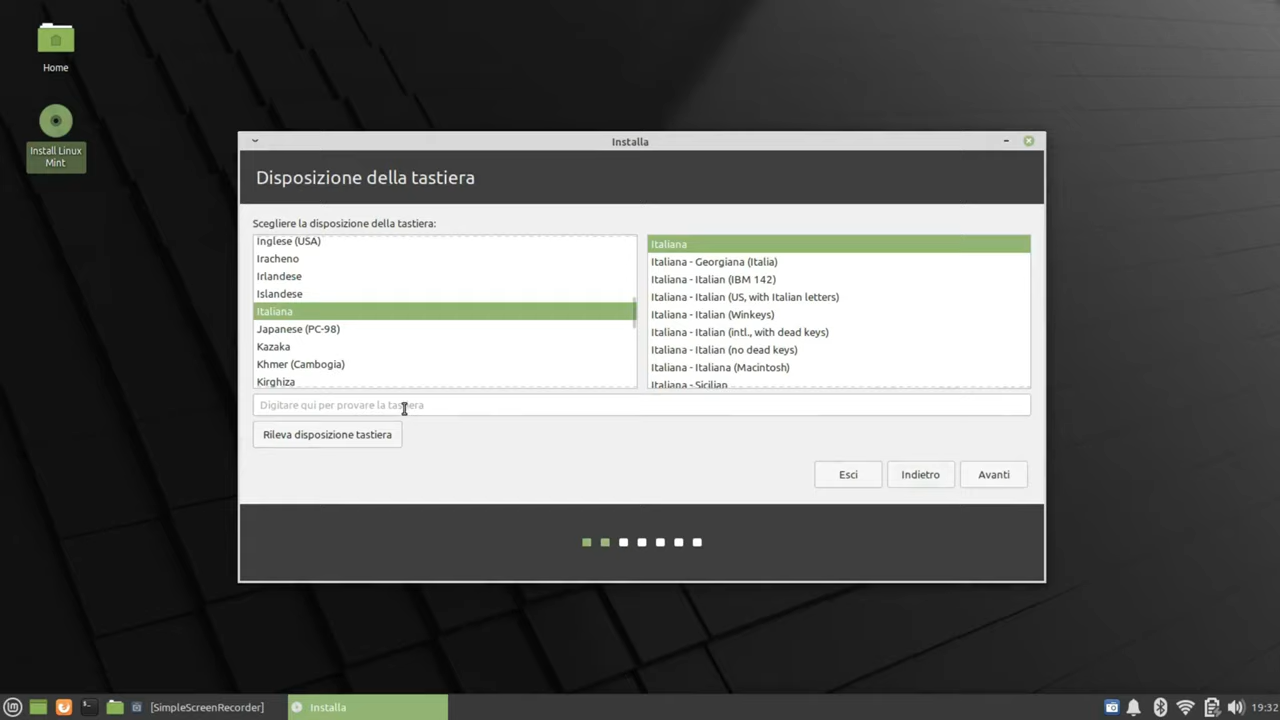 Home
Install Linux
Mint
Installa
Disposizione della tastiera
Scegliere la disposizione della tastiera:
Inglese (USA)
Iracheno
Irlandese
Islandese
Italiana
Japanese (PC-98)
Kazaka
Khmer (Cambogia)
Kirghiza
Italiana
Italiana - Georgiana (Italia)
Italiana - Italian (IBM 142)
Italiana - Italian (US, with Italian letters)
Italiana - Italian (Winkeys)
Italiana - Italian (intl., with dead keys)
Italiana - Italian (no dead keys)
Italiana - Italiana (Macintosh)
Italiana - Sicilian
Digitare qui per provare la tastiera
Rileva disposizione tastiera
Esci
Indietro
Avanti
[SimpleScreenRecorder]
Installa
19:32